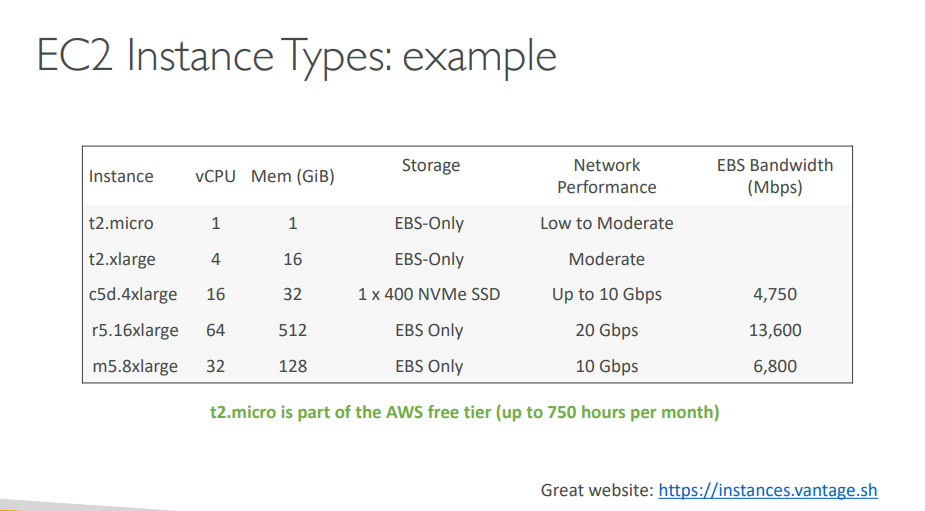 EC2 Instance Types: example
Instance vCPU Mem (GiB) Storage Network Performance EBS Bandwidth (Mbps)
t2.micro 1 1 EBS-Only Low to Moderate
t2.xlarge 4 16 EBS-Only Moderate
c5d.4xlarge 16 32 1 x 400 NVMe SSD Up to 10 Gbps 4,750
r5.16xlarge 64 512 EBS Only 20 Gbps 13,600
m5.8xlarge 32 128 EBS Only 10 Gbps 6,800
t2.micro is part of the AWS free tier (up to 750 hours per month)
Great website: https://instances.vantage.sh